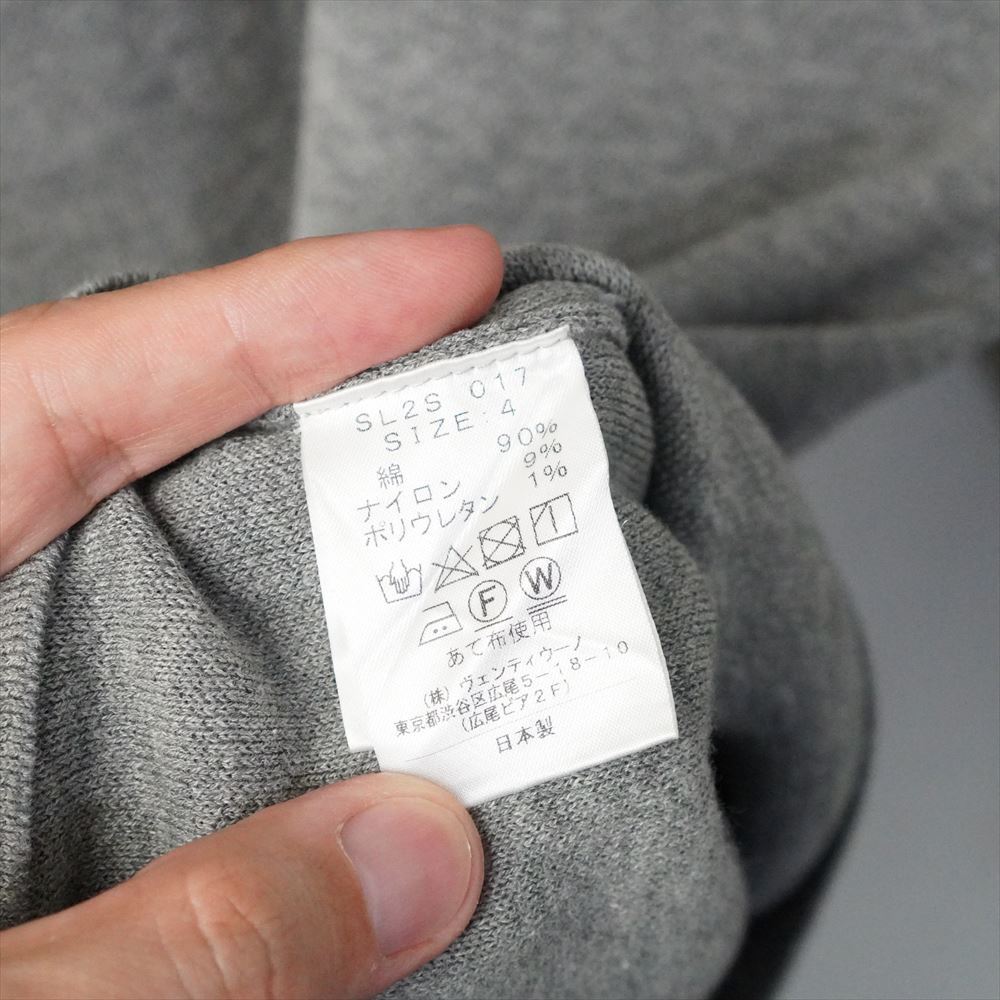 SL2S 017
SIZE:4
綿 90%
ナイロン 9%
ポリウレタン 1%
F W
あて布使用
(株) ヴェンティウーノ
東京都渋谷区広尾5-18-10
(広尾ピア2F)
日本製